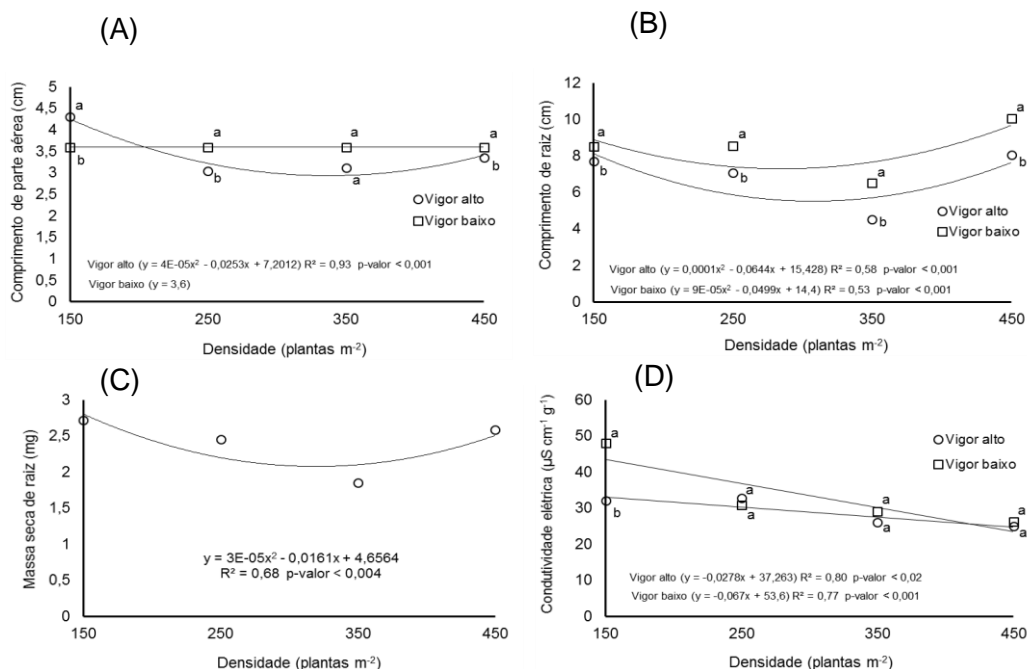 (A)
Comprimento de parte aérea (cm)
5
4,5
4
3,5
3
2,5
2
1,5
1
0,5
0
a
b
a
b
a
a
a
b
Vigor alto
Vigor baixo
Vigor alto (y = 4E-05x² - 0,0253x + 7,2012) R² = 0,93 p-valor < 0,001
Vigor baixo (y = 3,6)
150 250 350 450
Densidade (plantas m⁻²)
(B)
Comprimento de raiz (cm)
12
10
8
6
4
2
0
a
b
a
b
a
b
a
b
Vigor alto
Vigor baixo
Vigor alto (y = 0,0001x² - 0,0644x + 15,428) R² = 0,58 p-valor < 0,001
Vigor baixo (y = 9E-05x² - 0,0499x + 14,4) R² = 0,53 p-valor < 0,001
150 250 350 450
Densidade (plantas m⁻²)
(C)
Massa seca de raiz (mg)
3
2,5
2
1,5
1
0,5
0
y = 3E-05x² - 0,0161x + 4,6564
R² = 0,68 p-valor < 0,004
150 250 350 450
Densidade (plantas m⁻²)
(D)
Condutividade elétrica (µS cm⁻¹ g⁻¹)
60
50
40
30
20
10
0
a
b
a
a
a
a
a
a
Vigor alto
Vigor baixo
Vigor alto (y = -0,0278x + 37,263) R² = 0,80 p-valor < 0,02
Vigor baixo (y = -0,067x + 53,6) R² = 0,77 p-valor < 0,001
150 250 350 450
Densidade (plantas m⁻²)